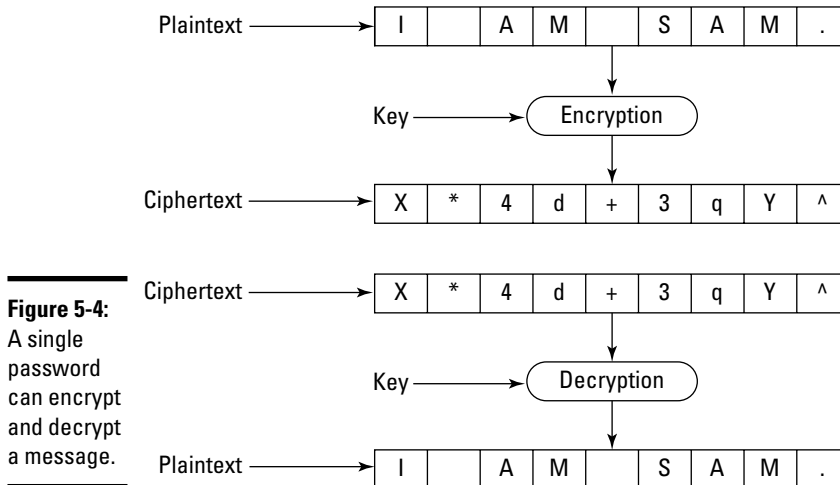 Plaintext I A M S A M .
Key Encryption
Ciphertext X * 4 d + 3 q Y ^
Ciphertext X * 4 d + 3 q Y ^
Key Decryption
Plaintext I A M S A M .
Figure 5-4:
A single
password
can encrypt
and decrypt
a message.